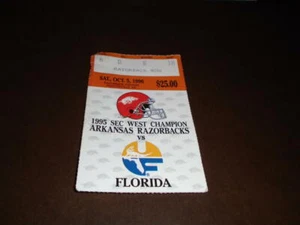 SAT. OCT 5, 1996
$25.00
1995 SEC WEST CHAMPION
ARKANSAS RAZORBACKS
VS
F
FLORIDA